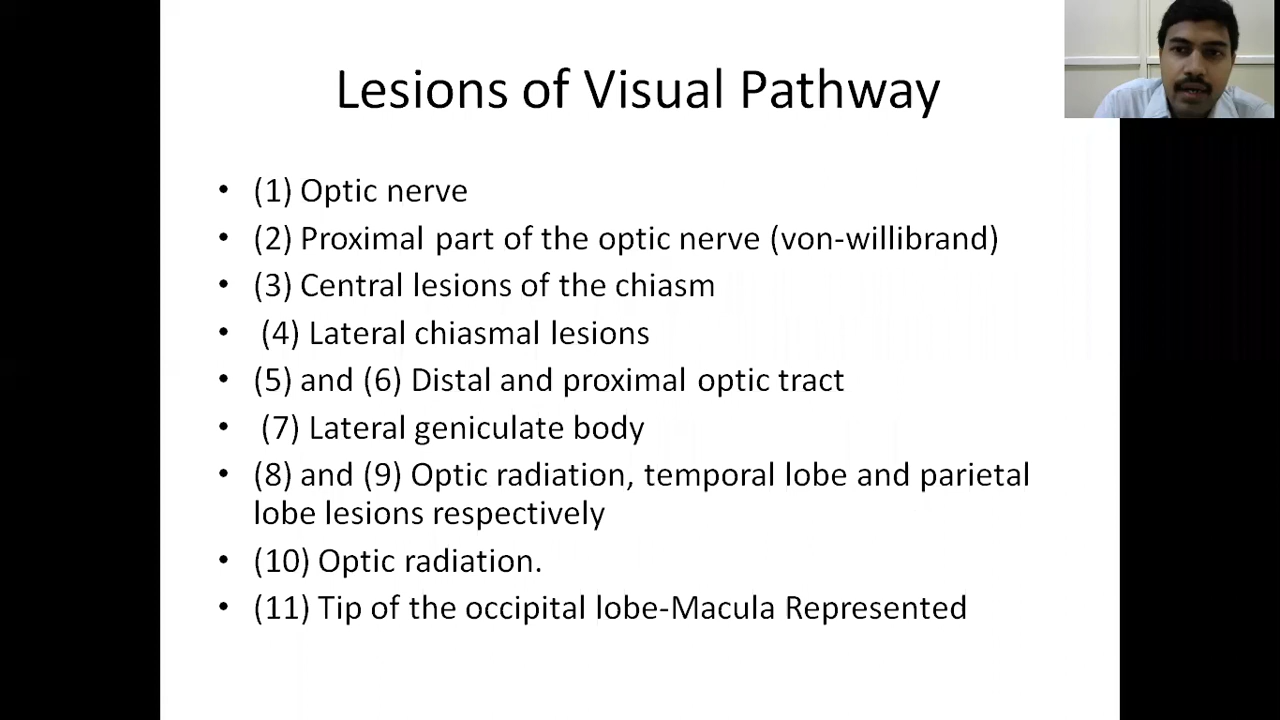 Lesions of Visual Pathway
• (1) Optic nerve
• (2) Proximal part of the optic nerve (von-willibrand)
• (3) Central lesions of the chiasm
• (4) Lateral chiasmal lesions
• (5) and (6) Distal and proximal optic tract
• (7) Lateral geniculate body
• (8) and (9) Optic radiation, temporal lobe and parietal
lobe lesions respectively
• (10) Optic radiation.
• (11) Tip of the occipital lobe-Macula Represented